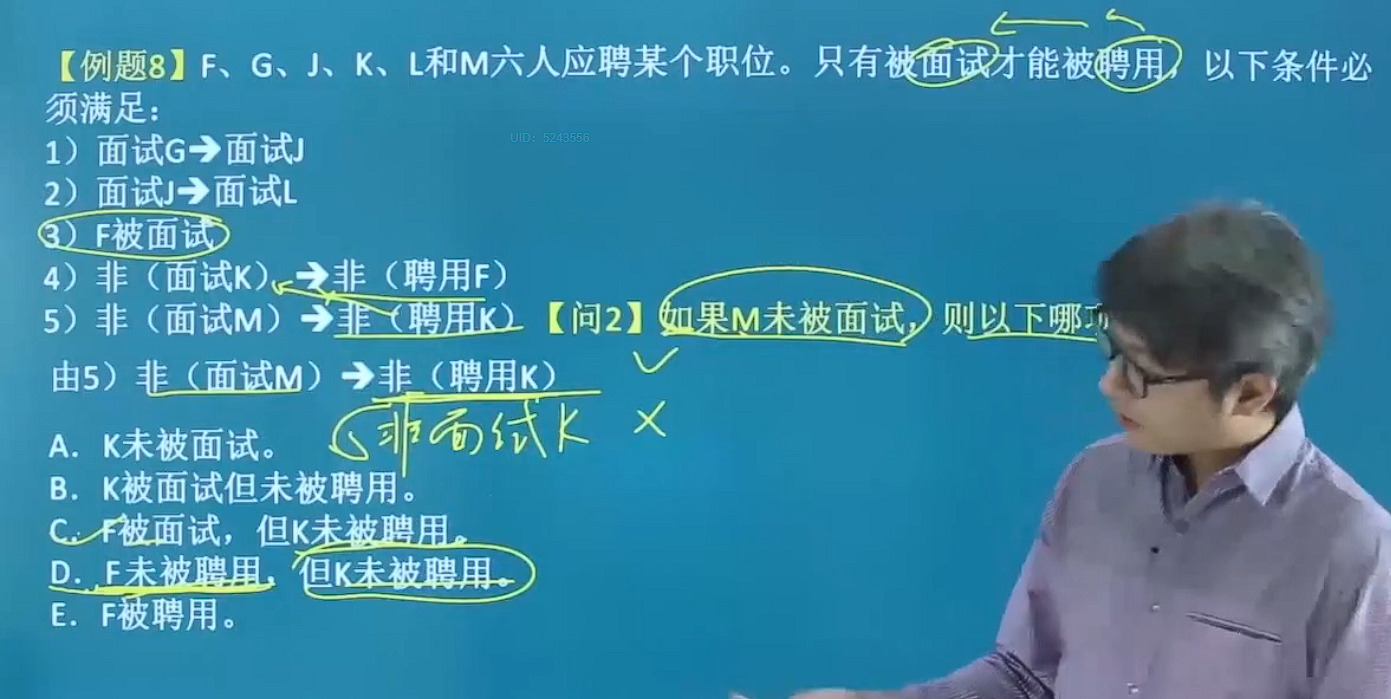 【例题8】F、G、J、K、L和M六人应聘某个职位。只有被面试才能被聘用，以下条件必
须满足：
UID: 5243556
1）面试G→面试J
2）面试J→面试L
3）F被面试
4）非（面试K）→非（聘用F）
5）非（面试M）→非（聘用K）【问2】如果M未被面试，则以下哪项
由5）非（面试M）→非（聘用K）
非面试K
A. K未被面试。
B. K被面试但未被聘用。
C. F被面试，但K未被聘用。
D. F未被聘用，但K未被聘用。
E. F被聘用。